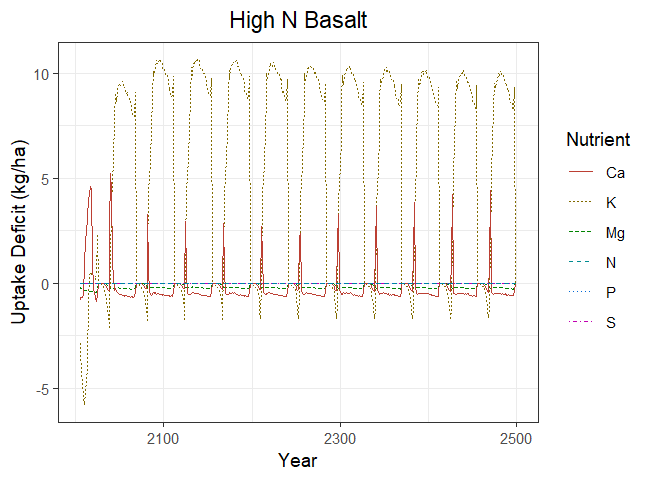 High N Basalt
Uptake Deficit (kg/ha)
10
5
0
-5
2100
2300
2500
Year
Nutrient
Ca
K
Mg
N
P
S